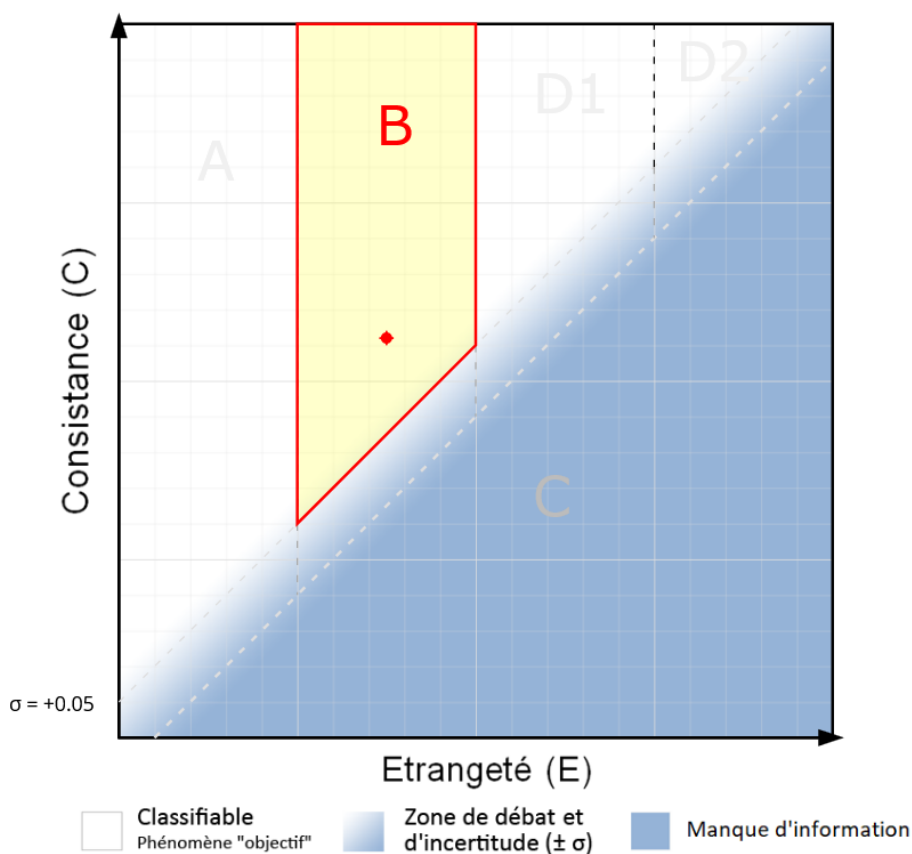 A
B
D1
D2
Consistance (C)
C
σ = +0.05
Etrangeté (E)
Classifiable
Phénomène "objectif"
Zone de débat et
d'incertitude (± σ)
Manque d'information